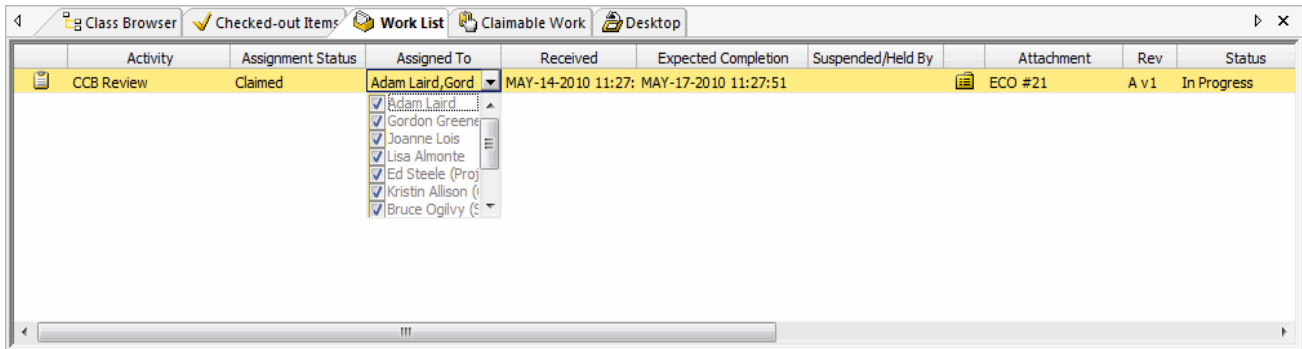 Class Browser Checked-out Items Work List Claimable Work Desktop
Activity Assignment Status Assigned To Received Expected Completion Suspended/Held By Attachment Rev Status
CCB Review Claimed Adam Laird,Gord MAY-14-2010 11:27: MAY-17-2010 11:27:51 ECO #21 A v1 In Progress
Adam Laird
Gordon Greene
Joanne Lois
Lisa Almonte
Ed Steele (Proj
Kristin Allison (
Bruce Ogilvy (S